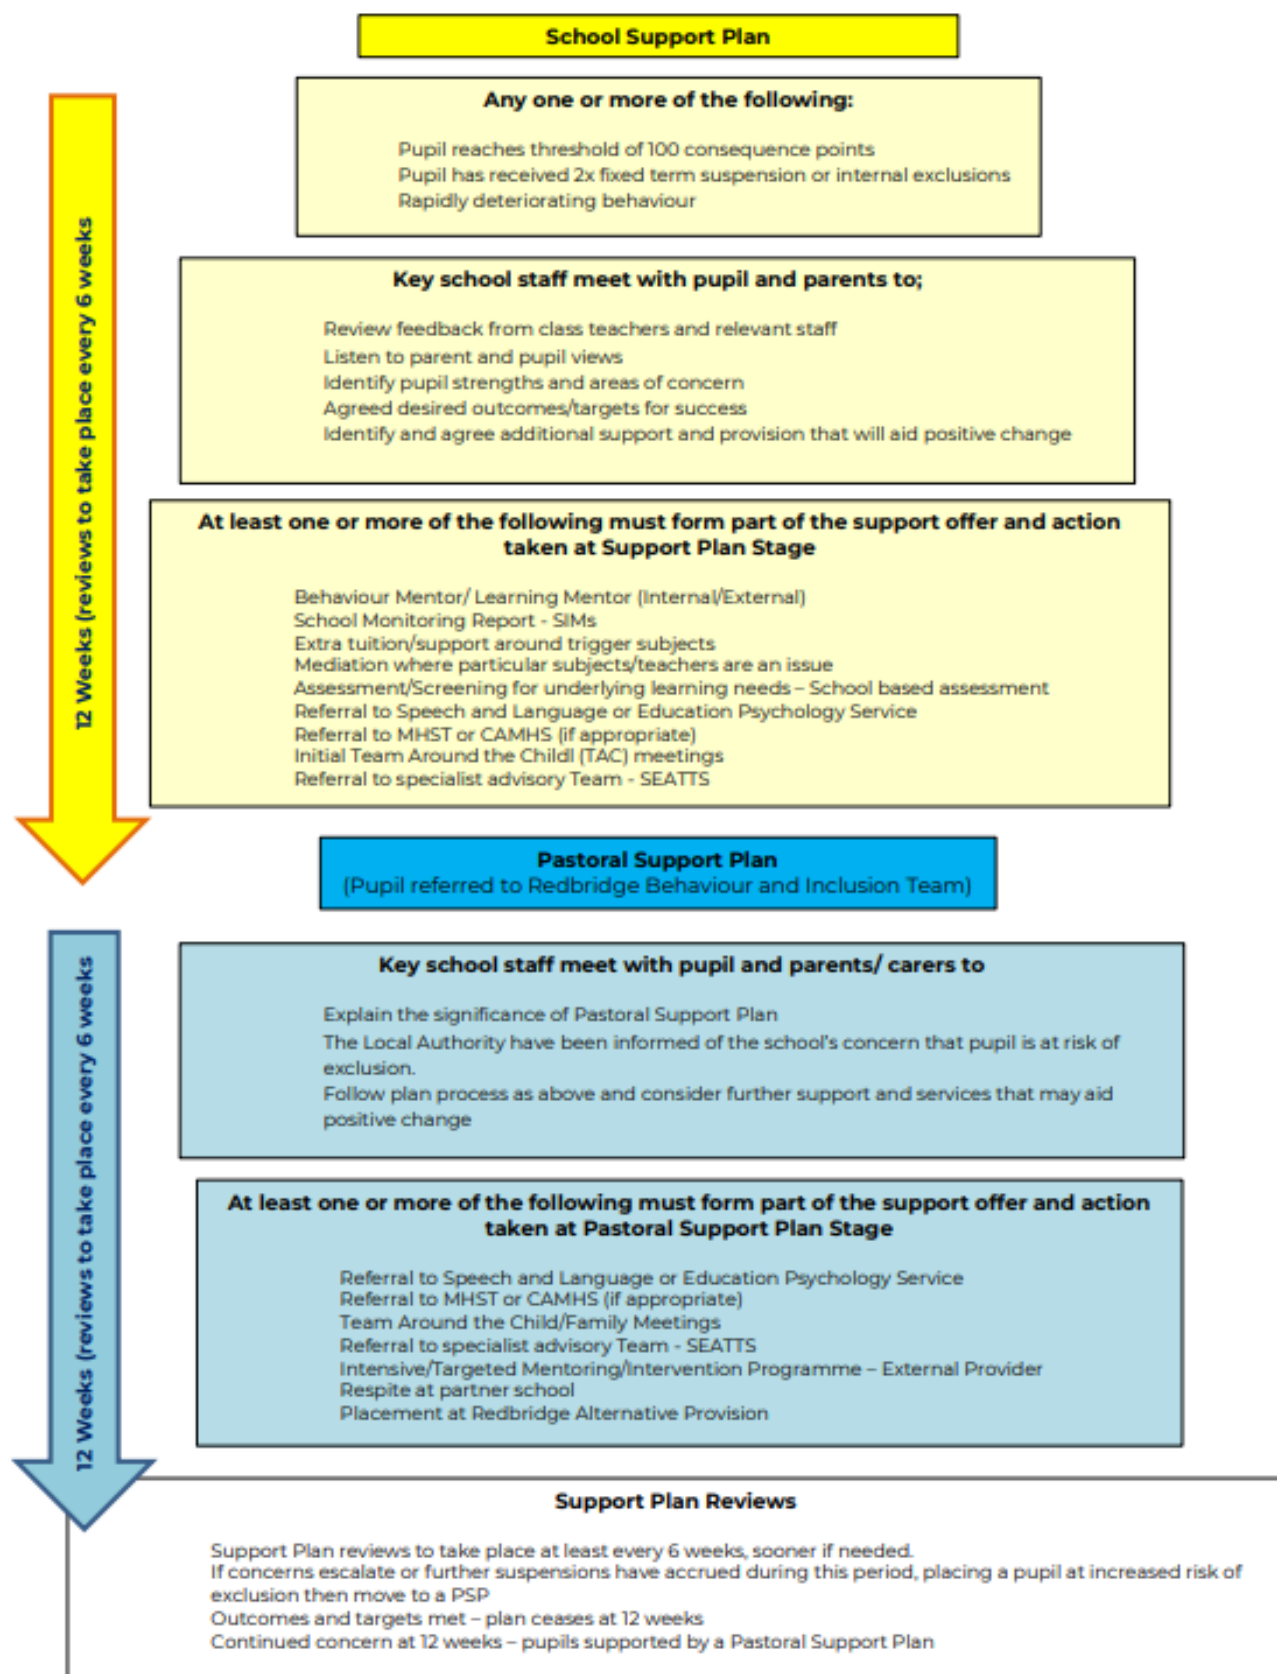 School Support Plan
Any one or more of the following:
Pupil reaches threshold of 100 consequence points
Pupil has received 2x fixed term suspension or internal exclusions
Rapidly deteriorating behaviour
12 Weeks (reviews to take place every 6 weeks
Key school staff meet with pupil and parents to;
Review feedback from class teachers and relevant staff
Listen to parent and pupil views
Identify pupil strengths and areas of concern
Agreed desired outcomes/targets for success
Identify and agree additional support and provision that will aid positive change
At least one or more of the following must form part of the support offer and action
taken at Support Plan Stage
Behaviour Mentor/ Learning Mentor (Internal/External)
School Monitoring Report - SIMs
Extra tuition/support around trigger subjects
Mediation where particular subjects/teachers are an issue
Assessment/Screening for underlying learning needs – School based assessment
Referral to Speech and Language or Education Psychology Service
Referral to MHST or CAMHS (if appropriate)
Initial Team Around the Childl (TAC) meetings
Referral to specialist advisory Team - SEATTS
Pastoral Support Plan
(Pupil referred to Redbridge Behaviour and Inclusion Team)
12 Weeks (reviews to take place every 6 weeks
Key school staff meet with pupil and parents/ carers to
Explain the significance of Pastoral Support Plan
The Local Authority have been informed of the school's concern that pupil is at risk of
exclusion.
Follow plan process as above and consider further support and services that may aid
positive change
At least one or more of the following must form part of the support offer and action
taken at Pastoral Support Plan Stage
Referral to Speech and Language or Education Psychology Service
Referral to MHST or CAMHS (if appropriate)
Team Around the Child/Family Meetings
Referral to specialist advisory Team - SEATTS
Intensive/Targeted Mentoring/Intervention Programme – External Provider
Respite at partner school
Placement at Redbridge Alternative Provision
Support Plan Reviews
Support Plan reviews to take place at least every 6 weeks, sooner if needed.
If concerns escalate or further suspensions have accrued during this period, placing a pupil at increased risk of
exclusion then move to a PSP
Outcomes and targets met – plan ceases at 12 weeks
Continued concern at 12 weeks – pupils supported by a Pastoral Support Plan